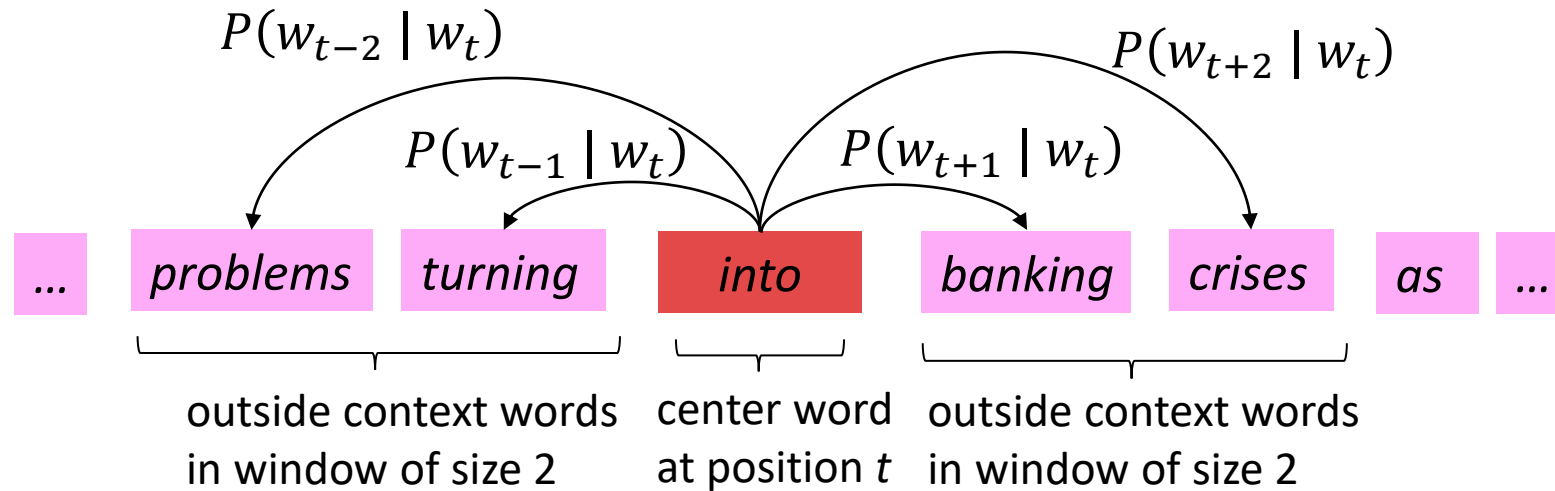 P(w_{t−2} | w_t)
P(w_{t+2} | w_t)
P(w_{t−1} | w_t)
P(w_{t+1} | w_t)
... problems turning into banking crises as ...
outside context words
in window of size 2
center word
at position t
outside context words
in window of size 2